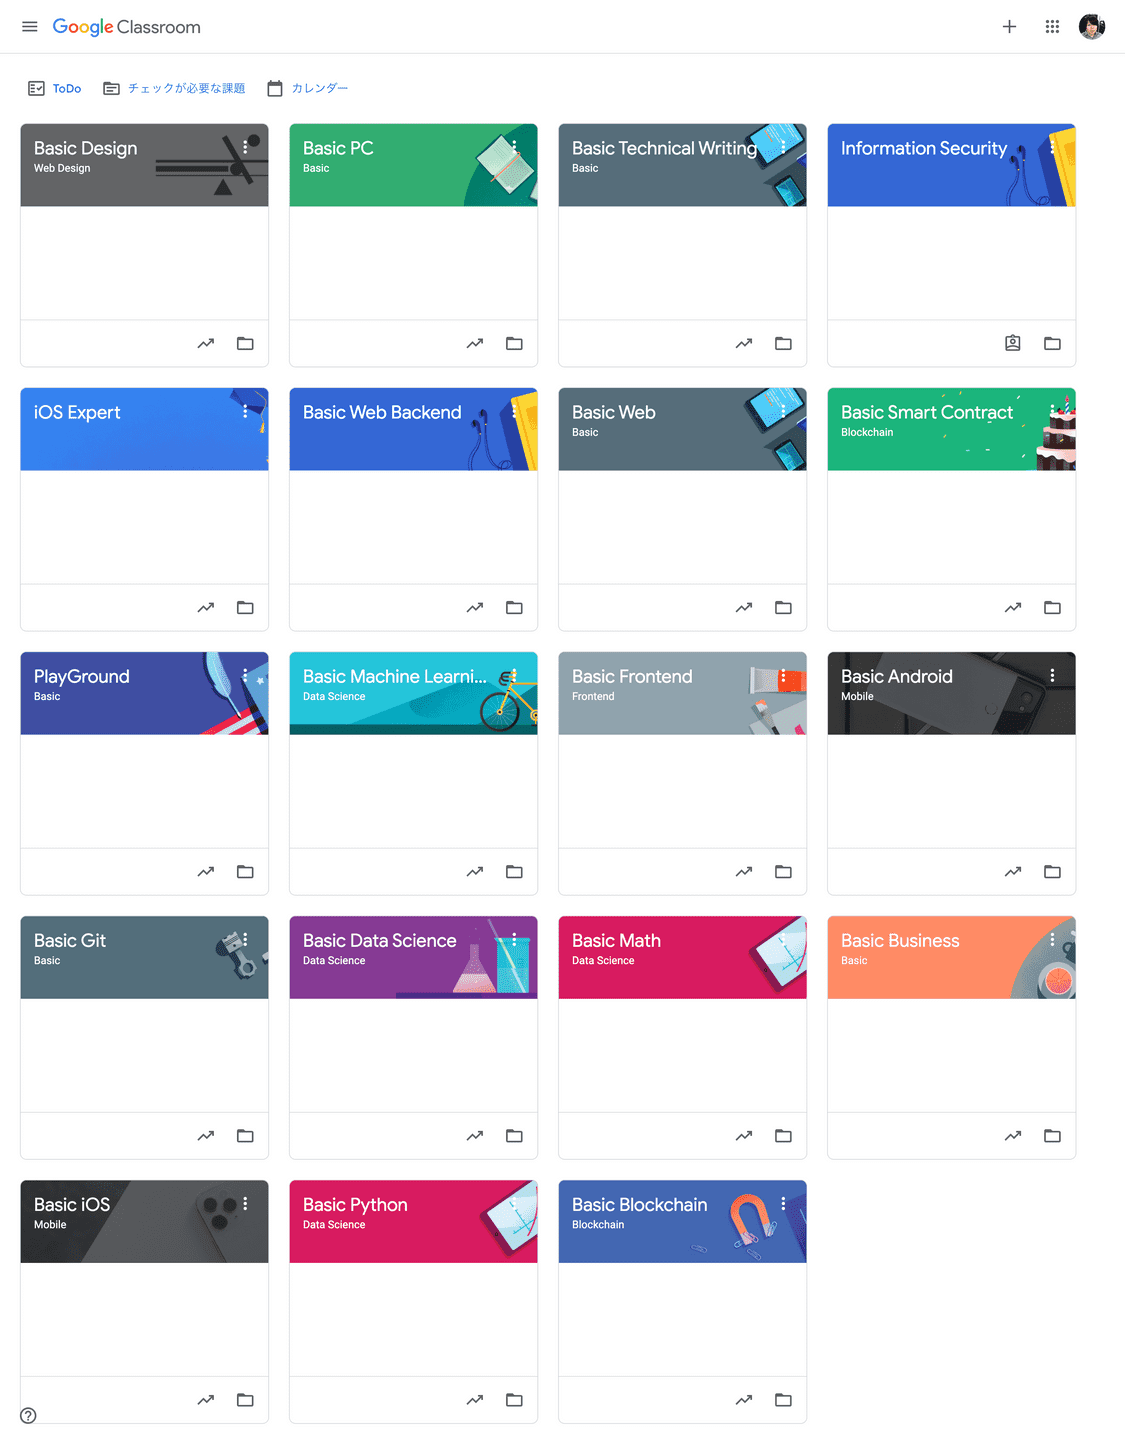 Google Classroom
ToDo
チェックが必要な課題
カレンダー
Basic Design
Web Design
Basic PC
Basic
Basic Technical Writing
Basic
Information Security
iOS Expert
Basic Web Backend
Basic Web
Basic
Basic Smart Contract
Blockchain
PlayGround
Basic
Basic Machine Learni...
Data Science
Basic Frontend
Frontend
Basic Android
Mobile
Basic Git
Basic
Basic Data Science
Data Science
Basic Math
Data Science
Basic Business
Basic
Basic iOS
Mobile
Basic Python
Data Science
Basic Blockchain
Blockchain